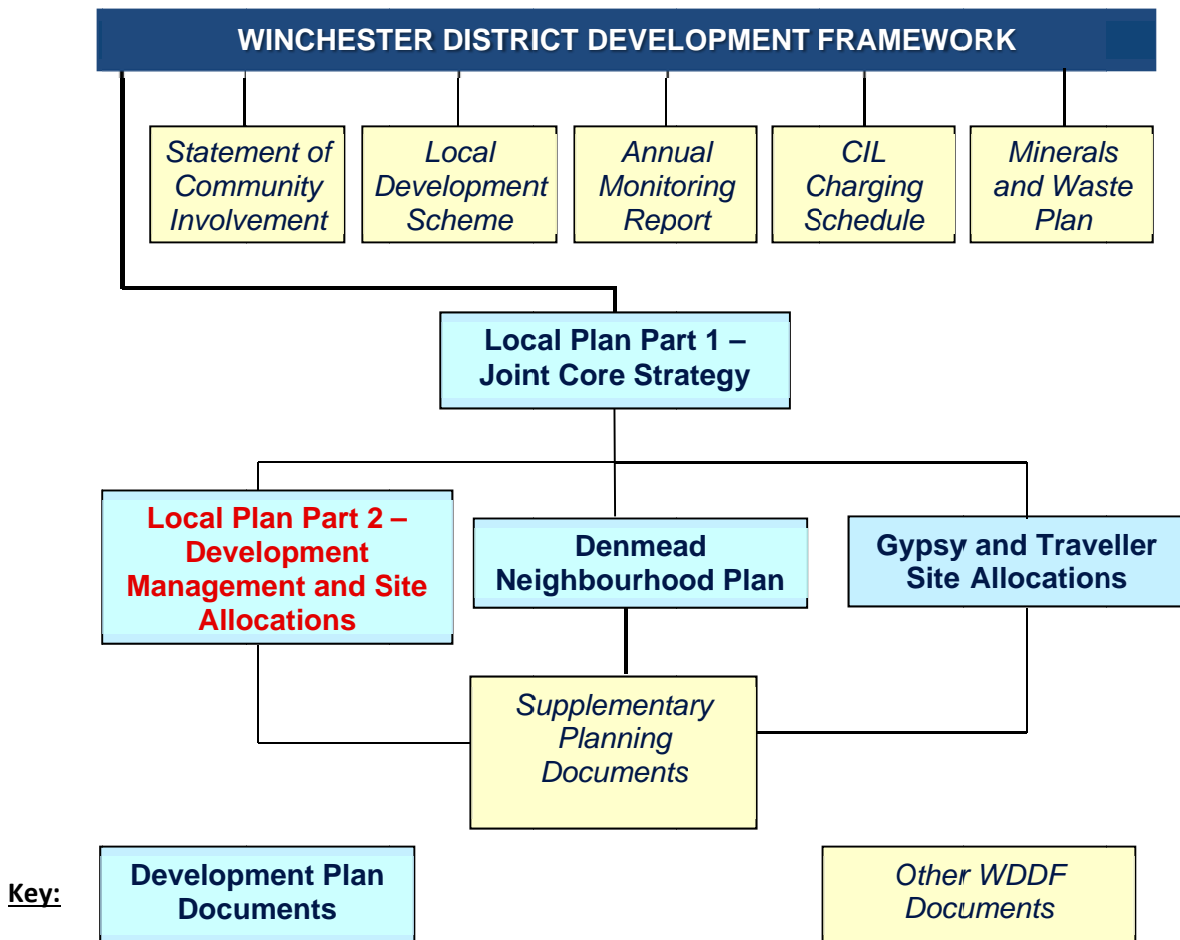 WINCHESTER DISTRICT DEVELOPMENT FRAMEWORK
Statement of
Community
Involvement
Local
Development
Scheme
Annual
Monitoring
Report
CIL
Charging
Schedule
Minerals
and Waste
Plan
Local Plan Part 1 –
Joint Core Strategy
Local Plan Part 2 –
Development
Management and Site
Allocations
Denmead
Neighbourhood Plan
Gypsy and Traveller
Site Allocations
Supplementary
Planning
Documents
Key:
Development Plan
Documents
Other WDDF
Documents